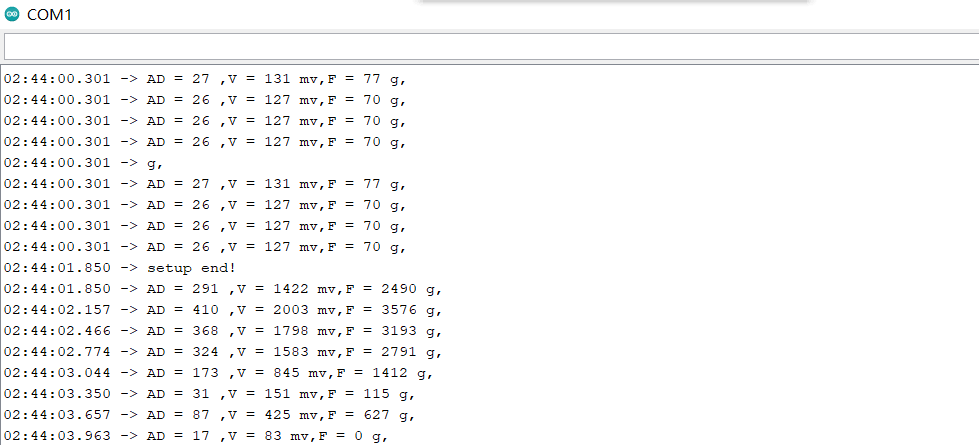 COM1
02:44:00.301 -> AD = 27 ,V = 131 mv,F = 77 g,
02:44:00.301 -> AD = 26 ,V = 127 mv,F = 70 g,
02:44:00.301 -> AD = 26 ,V = 127 mv,F = 70 g,
02:44:00.301 -> AD = 26 ,V = 127 mv,F = 70 g,
02:44:00.301 -> g,
02:44:00.301 -> AD = 27 ,V = 131 mv,F = 77 g,
02:44:00.301 -> AD = 26 ,V = 127 mv,F = 70 g,
02:44:00.301 -> AD = 26 ,V = 127 mv,F = 70 g,
02:44:00.301 -> AD = 26 ,V = 127 mv,F = 70 g,
02:44:01.850 -> setup end!
02:44:01.850 -> AD = 291 ,V = 1422 mv,F = 2490 g,
02:44:02.157 -> AD = 410 ,V = 2003 mv,F = 3576 g,
02:44:02.466 -> AD = 368 ,V = 1798 mv,F = 3193 g,
02:44:02.774 -> AD = 324 ,V = 1583 mv,F = 2791 g,
02:44:03.044 -> AD = 173 ,V = 845 mv,F = 1412 g,
02:44:03.350 -> AD = 31 ,V = 151 mv,F = 115 g,
02:44:03.657 -> AD = 87 ,V = 425 mv,F = 627 g,
02:44:03.963 -> AD = 17 ,V = 83 mv,F = 0 g,